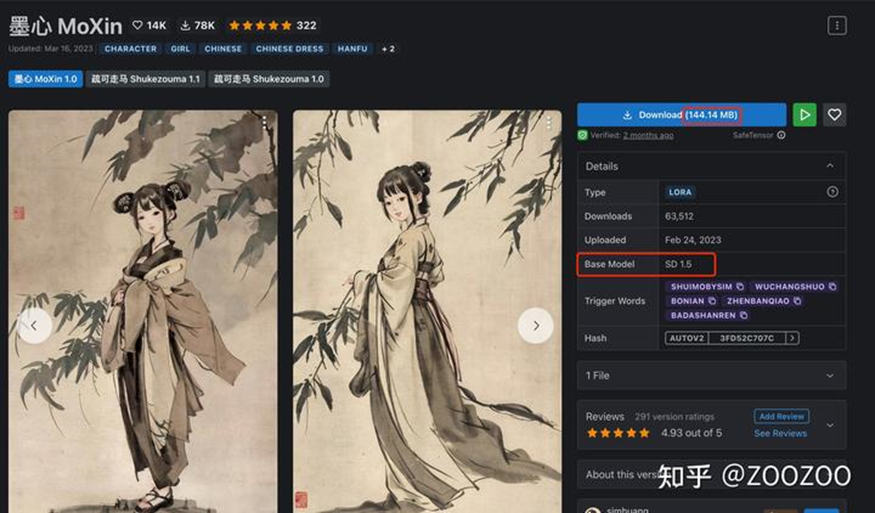 墨心 MoXin 14K 78K 322
Updated: Mar 16, 2023 CHARACTER GIRL CHINESE CHINESE DRESS HANFU + 2
墨心 MoXin 1.0 疏可走马 Shukezouma 1.1 疏可走马 Shukezouma 1.0
Download (144.14 MB)
Verified: 2 months ago SafeTensor
Details
Type LORA
Downloads 63,512
Uploaded Feb 24, 2023
Base Model SD 1.5
Trigger Words SHUIMOBYSIM WUCHANGSHUO BONIAN ZHENBANQIAO BADASHANREN
Hash AUTOV2 3FD52C707C
1 File
Reviews 291 version ratings Add Review
4.93 out of 5 See Reviews
About this version
知乎 @ZOOZOO
simhuang